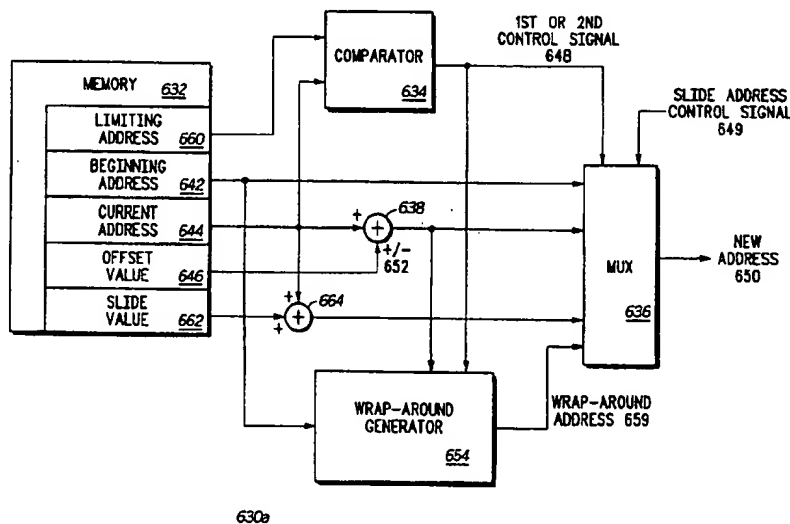 1ST OR 2ND
CONTROL SIGNAL
648
COMPARATOR
634
SLIDE ADDRESS
CONTROL SIGNAL
649
MEMORY 632
LIMITING
ADDRESS 660
BEGINNING
ADDRESS 642
CURRENT
ADDRESS 644
OFFSET
VALUE 646
SLIDE
VALUE 662
+
+ 638
+/-
652
+
+ 664
+
MUX
636
NEW
ADDRESS
650
WRAP-AROUND
GENERATOR
654
WRAP-AROUND
ADDRESS 659
630a